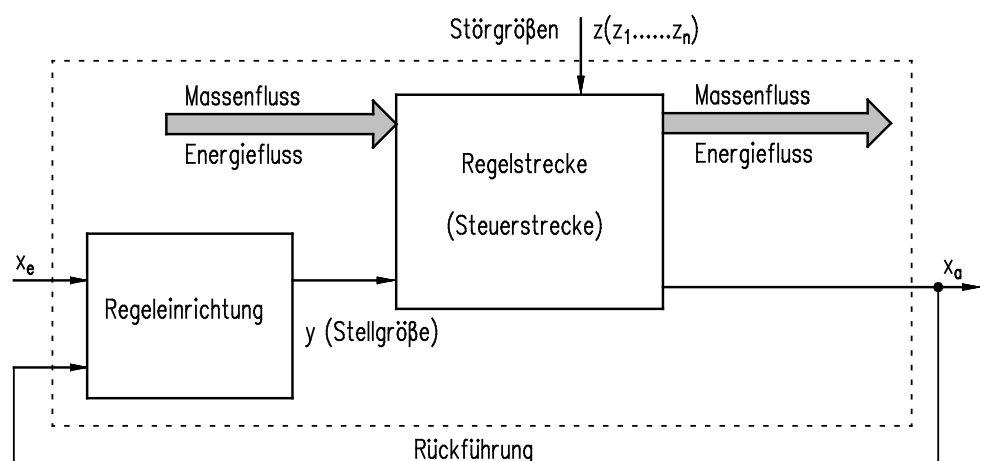 Störgrößen z(z₁......zₙ)
Massenfluss
Energiefluss
Massenfluss
Energiefluss
Regelstrecke
(Steuerstrecke)
xₑ
Regeleinrichtung
y (Stellgröße)
xₐ
Rückführung